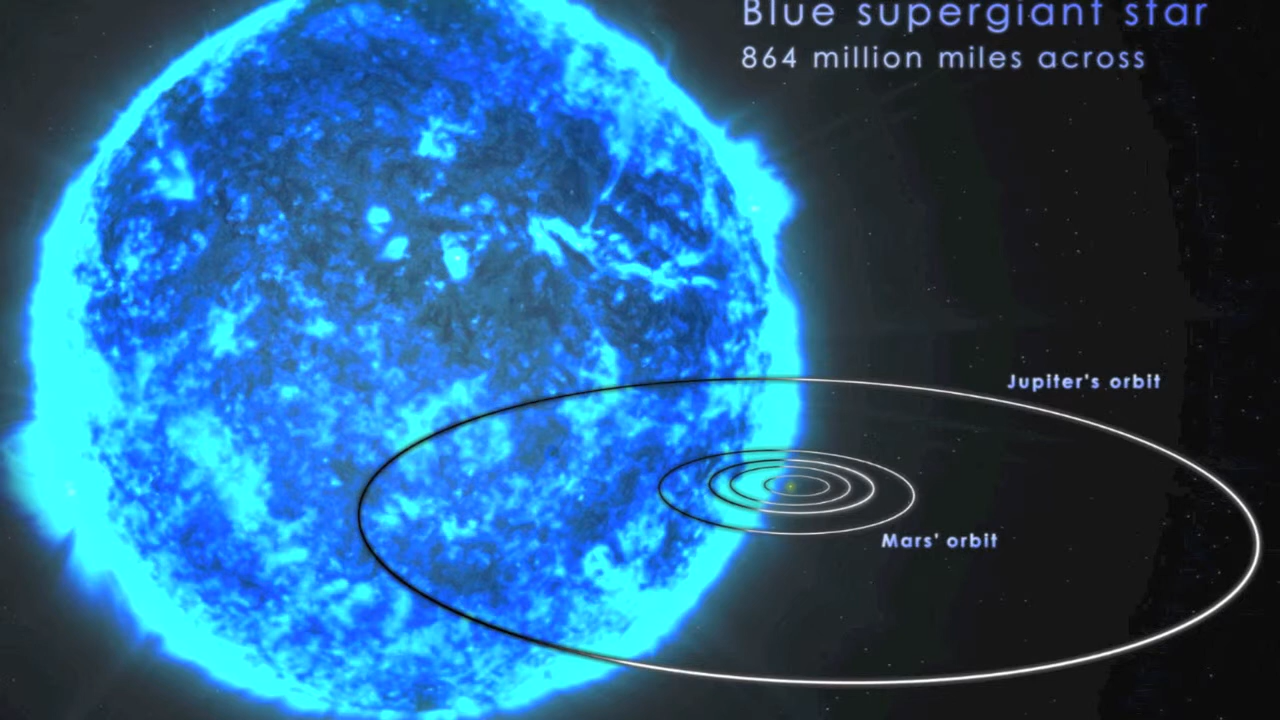 Blue supergiant star
864 million miles across
Jupiter's orbit
Mars' orbit